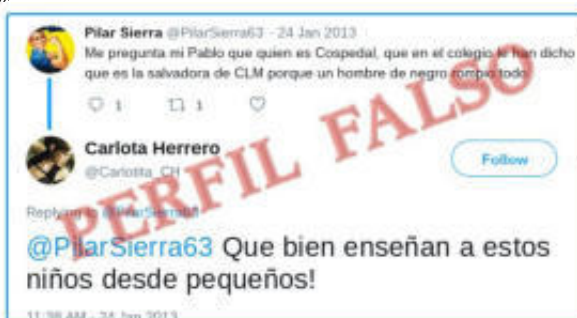 Pilar Sierra @PilarSierra63 · 24 Jan 2013
Me pregunta mi Pablo que quien es Cospedal, que en el colegio le han dicho
que es la salvadora de CLM porque un hombre de negro rompio todo
1 1
PERFIL FALSO
Carlota Herrero
@Carlotita_CH
Follow
Replying to @PilarSierra63
@PilarSierra63 Que bien enseñan a estos
niños desde pequeños!
11:38 AM - 24 Jan 2013